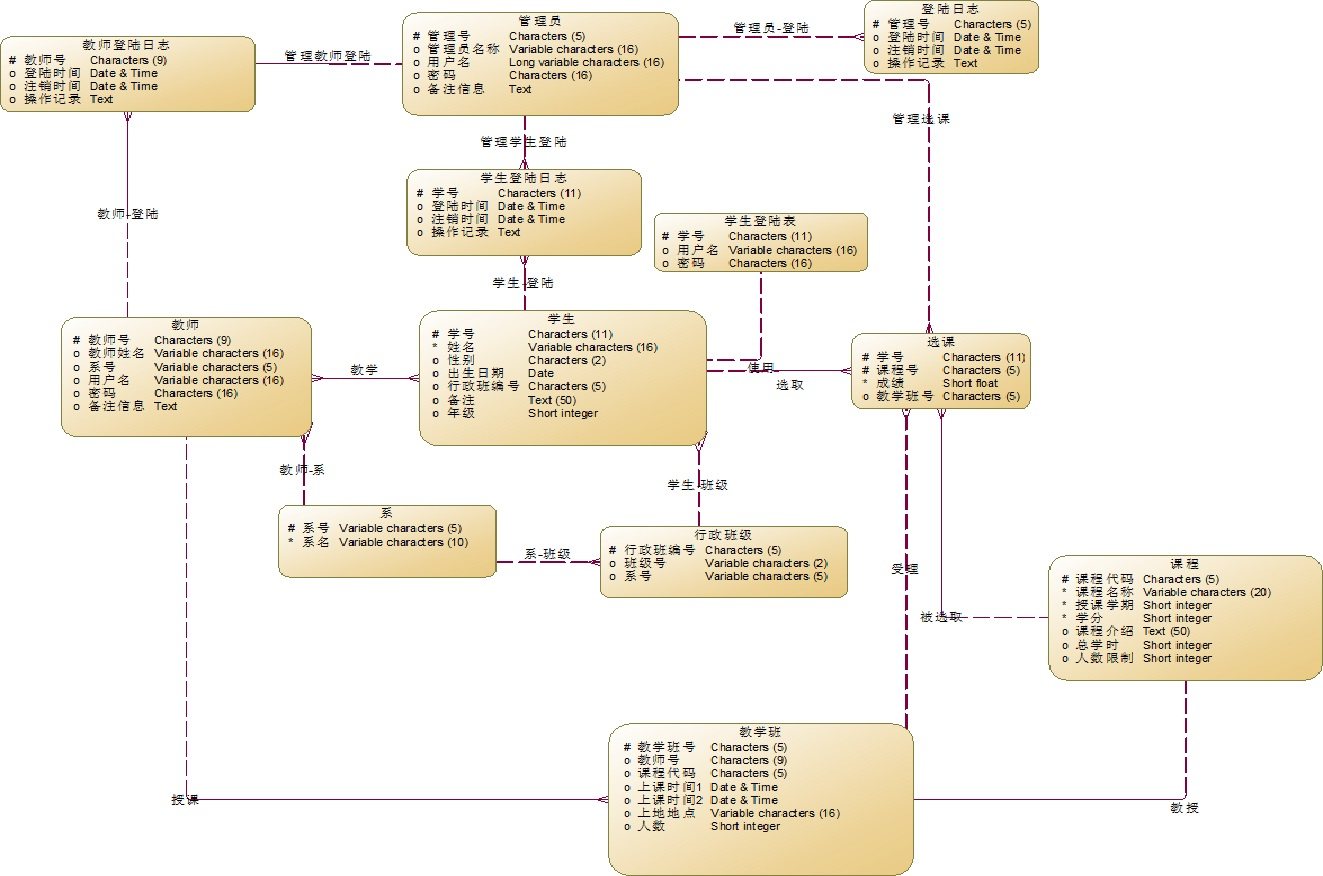 管理员
# 管理号 Characters (5)
o 管理员名称 Variable characters (16)
o 用户名 Long variable characters (16)
o 密码 Characters (16)
o 备注信息 Text
管理员-登陆
登陆日志
# 管理号 Characters (5)
o 登陆时间 Date & Time
o 注销时间 Date & Time
o 操作记录 Text
教师登陆日志
# 教师号 Characters (9)
o 登陆时间 Date & Time
o 注销时间 Date & Time
o 操作记录 Text
管理教师登陆
管理选课
管理学生登陆
学生登陆日志
# 学号 Characters (11)
o 登陆时间 Date & Time
o 注销时间 Date & Time
o 操作记录 Text
教师-登陆
学生登陆表
# 学号 Characters (11)
o 用户名 Variable characters (16)
o 密码 Characters (16)
学生-登陆
教师
# 教师号 Characters (9)
o 教师姓名 Variable characters (16)
o 系号 Variable characters (5)
o 用户名 Variable characters (16)
o 密码 Characters (16)
o 备注信息 Text
教学
学生
# 学号 Characters (11)
* 姓名 Variable characters (16)
o 性别 Characters (2)
o 出生日期 Date
o 行政班编号 Characters (5)
o 备注 Text (50)
o 年级 Short integer
使用
选取
选课
# 学号 Characters (11)
# 课程号 Characters (5)
* 成绩 Short float
o 教学班号 Characters (5)
教师-系
学生-班级
系
# 系号 Variable characters (5)
* 系名 Variable characters (10)
系-班级
行政班级
# 行政班编号 Characters (5)
o 班级号 Variable characters (2)
o 系号 Variable characters (5)
受理
被选取
课程
# 课程代码 Characters (5)
* 课程名称 Variable characters (20)
* 授课学期 Short integer
* 学分 Short integer
o 课程介绍 Text (50)
o 总学时 Short integer
o 人数限制 Short integer
教学班
# 教学班号 Characters (5)
o 教师号 Characters (9)
o 课程代码 Characters (5)
o 上课时间1 Date & Time
o 上课时间2 Date & Time
o 上地地点 Variable characters (16)
o 人数 Short integer
授课
教授